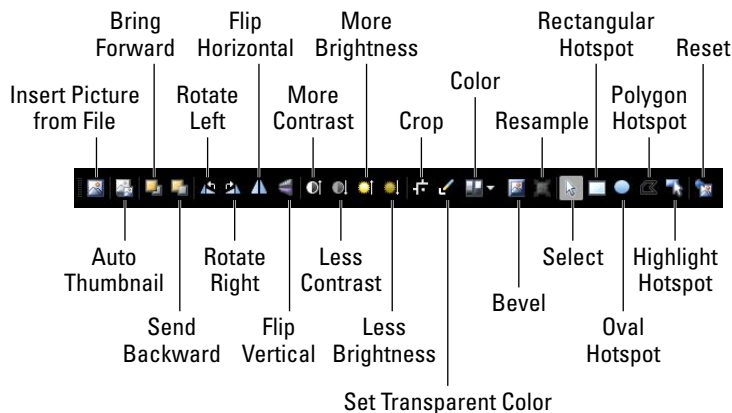 Bring
Forward
Flip
Horizontal
More
Brightness
Rectangular
Hotspot
Reset
Insert Picture
from File
Rotate
Left
More
Contrast
Crop
Color
Resample
Polygon
Hotspot
Auto
Thumbnail
Rotate
Right
Less
Contrast
Select
Highlight
Hotspot
Send
Backward
Flip
Vertical
Less
Brightness
Bevel
Oval
Hotspot
Set Transparent Color